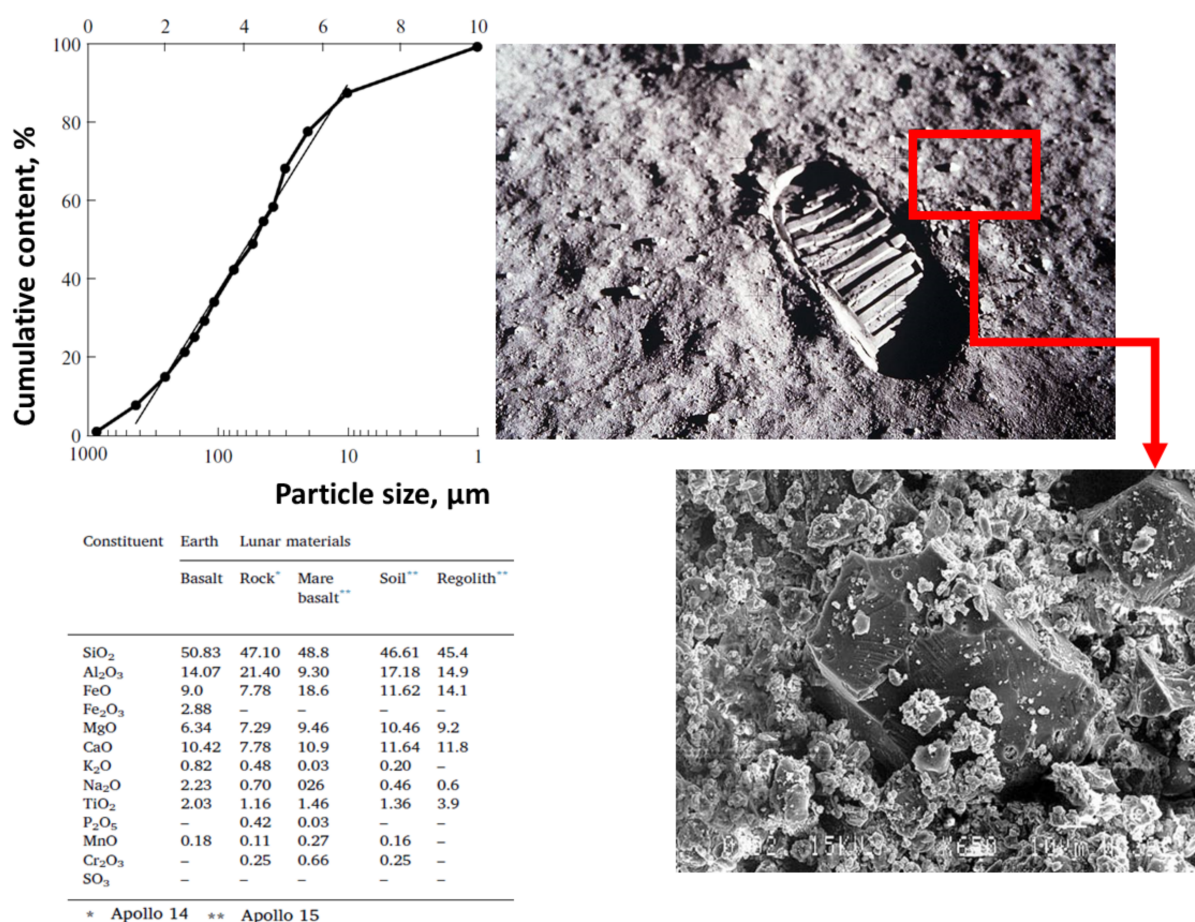 0 2 4 6 8 10
100
80
60
40
20
0
Cumulative content, %
1000 100 10 1
Particle size, µm
Constituent Earth Lunar materials
Basalt Rock* Mare basalt** Soil** Regolith**
SiO₂ 50.83 47.10 48.8 46.61 45.4
Al₂O₃ 14.07 21.40 9.30 17.18 14.9
FeO 9.0 7.78 18.6 11.62 14.1
Fe₂O₃ 2.88 – – – –
MgO 6.34 7.29 9.46 10.46 9.2
CaO 10.42 7.78 10.9 11.64 11.8
K₂O 0.82 0.48 0.03 0.20 –
Na₂O 2.23 0.70 026 0.46 0.6
TiO₂ 2.03 1.16 1.46 1.36 3.9
P₂O₅ – 0.42 0.03 – –
MnO 0.18 0.11 0.27 0.16 –
Cr₂O₃ – 0.25 0.66 0.25 –
SO₃ – – – – –
* Apollo 14 ** Apollo 15
15kV X650 10µm